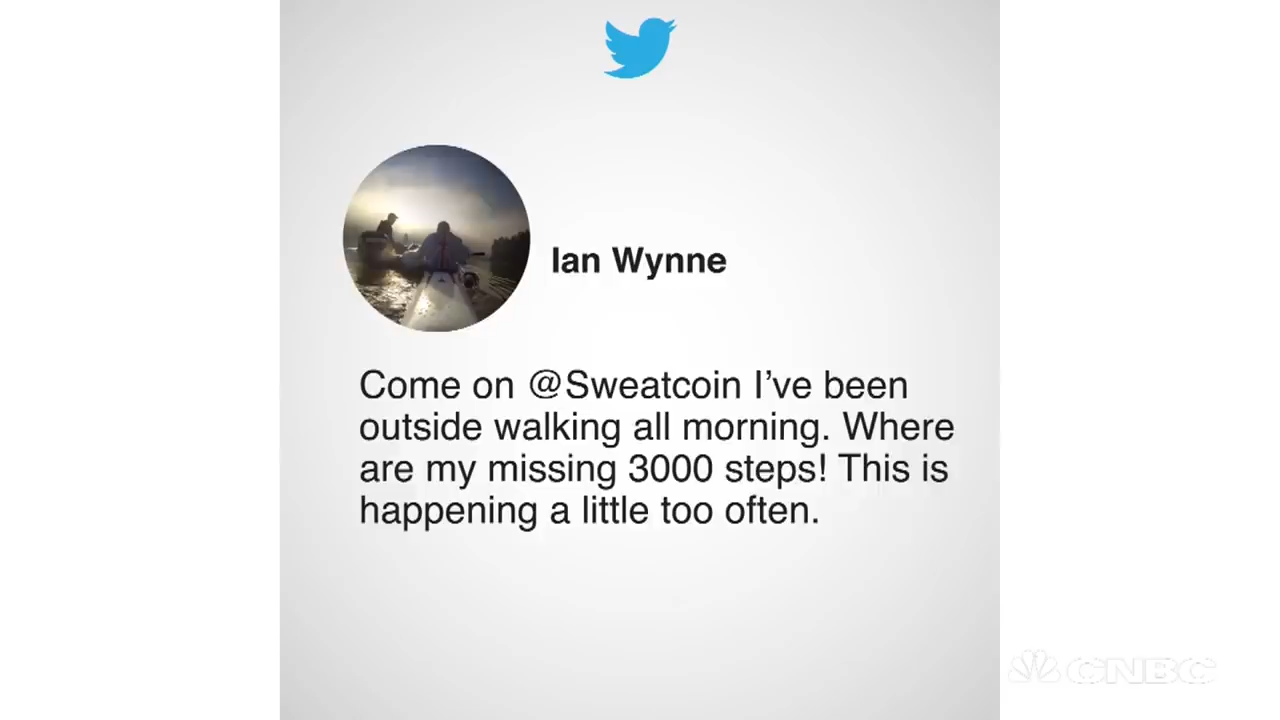 Ian Wynne
Come on @Sweatcoin I’ve been
outside walking all morning. Where
are my missing 3000 steps! This is
happening a little too often.
CNBC